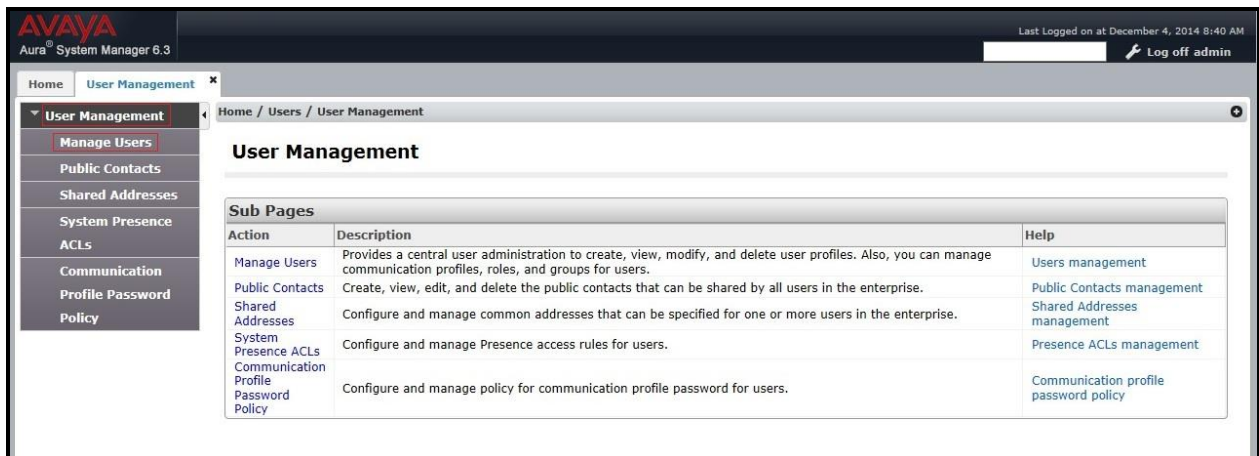 AVAYA
Aura® System Manager 6.3
Last Logged on at December 4, 2014 8:40 AM
Log off admin
Home
User Management
User Management
Manage Users
Public Contacts
Shared Addresses
System Presence
ACLs
Communication
Profile Password
Policy
Home / Users / User Management
User Management
Sub Pages
Action Description Help
Manage Users Provides a central user administration to create, view, modify, and delete user profiles. Also, you can manage Users management
communication profiles, roles, and groups for users.
Public Contacts Create, view, edit, and delete the public contacts that can be shared by all users in the enterprise. Public Contacts management
Shared
Addresses Configure and manage common addresses that can be specified for one or more users in the enterprise. Shared Addresses
management
System
Presence ACLs Configure and manage Presence access rules for users. Presence ACLs management
Communication
Profile
Password
Policy Configure and manage policy for communication profile password for users. Communication profile
password policy